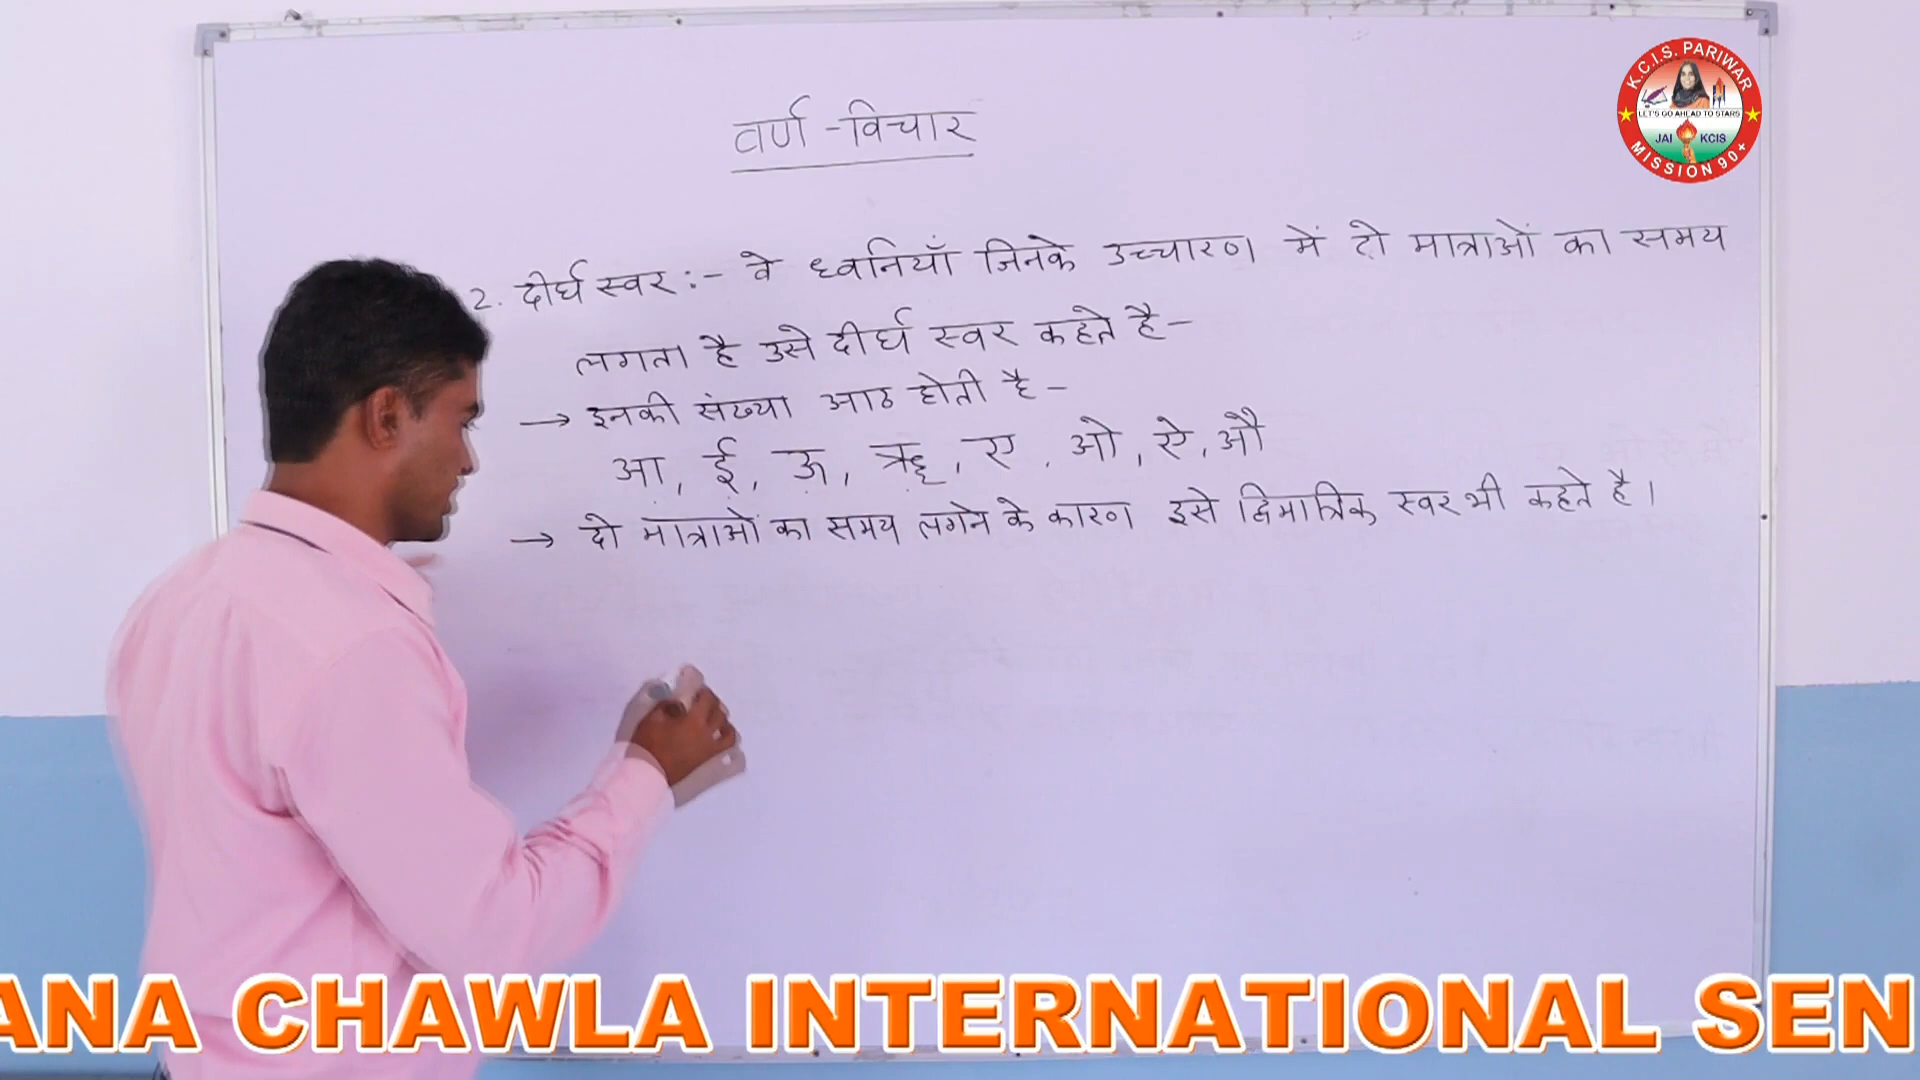 K.C.I.S. PARIWAR
LET'S GO AHEAD TO STARS
JAI KCIS
MISSION 90+
वर्ण -विचार
2. दीर्घ स्वर :- वे ध्वनियाँ जिनके उच्चारण में दो मात्राओं का समय
लगता है उसे दीर्घ स्वर कहते है-
→ इनकी संख्या आठ होती है -
आ, ई, ऊ, ॠ, ए, ओ, ऐ, औ
→ दो मात्राओं का समय लगने के कारण इसे द्विमात्रिक स्वर भी कहते है।
ANA CHAWLA INTERNATIONAL SEN